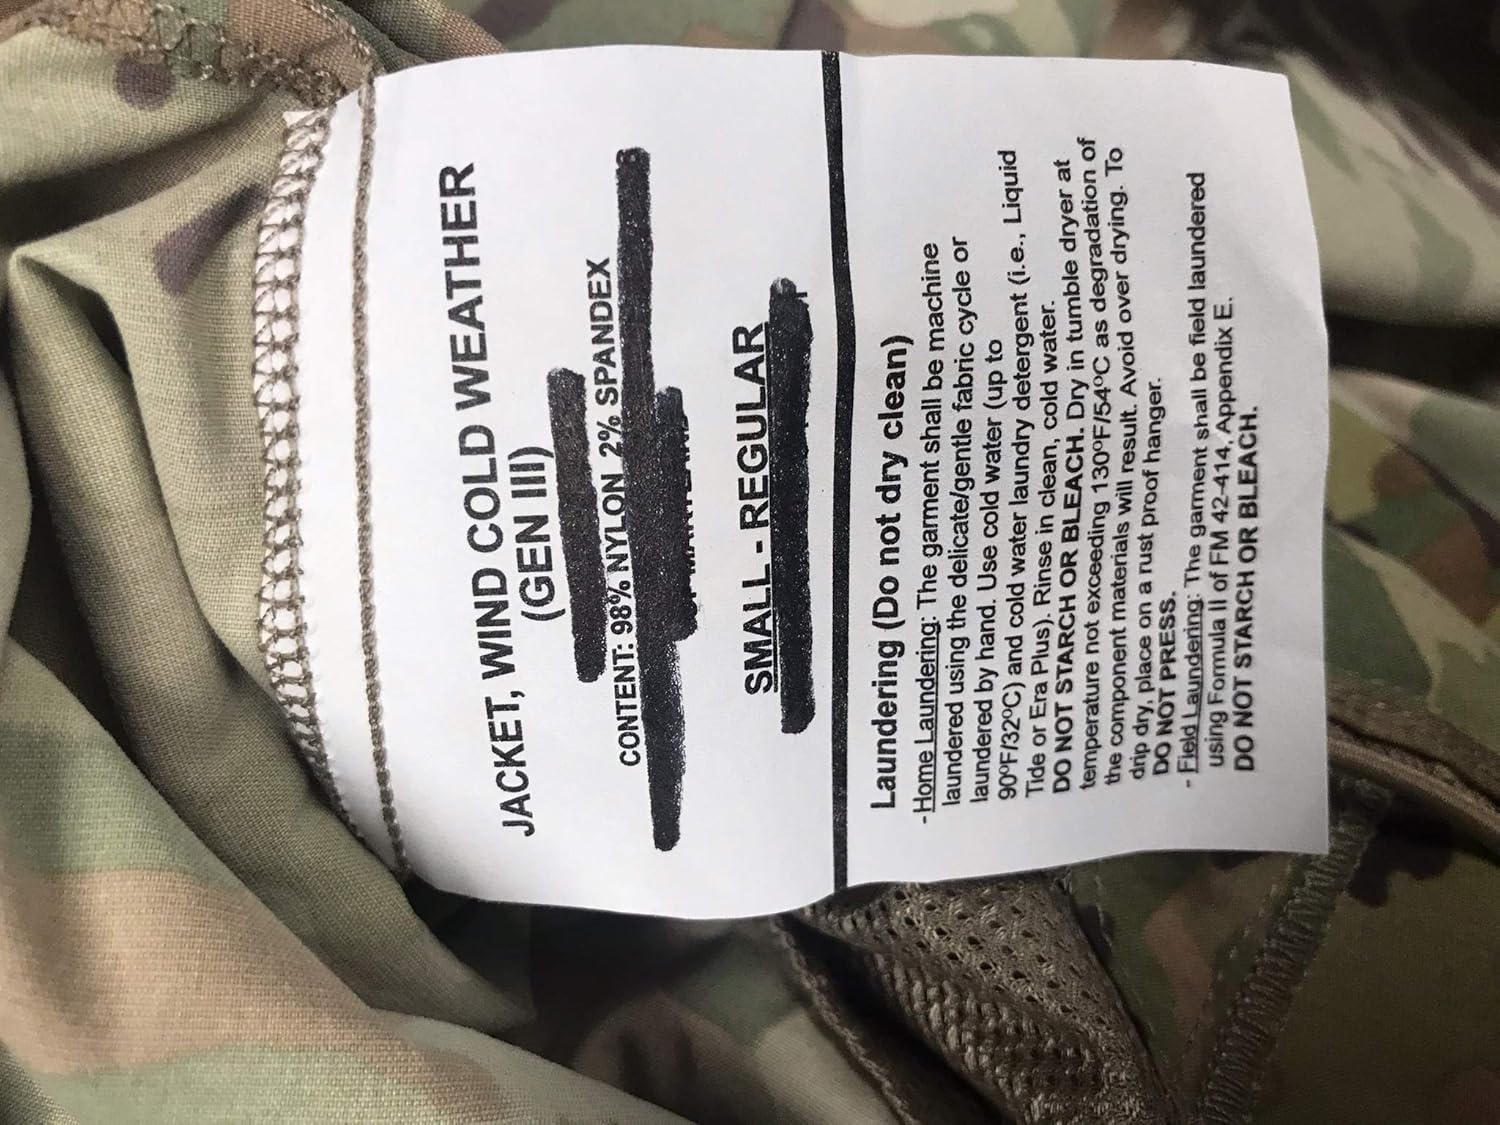 JACKET, WIND COLD WEATHER
(GEN III)
CONTENT: 98% NYLON 2% SPANDEX
SMALL - REGULAR
Laundering (Do not dry clean)
-Home Laundering: The garment shall be machine
laundered using the delicate/gentle fabric cycle or
laundered by hand. Use cold water (up to
90ºF/32ºC) and cold water laundry detergent (i.e., Liquid
Tide or Era Plus). Rinse in clean, cold water.
DO NOT STARCH OR BLEACH. Dry in tumble dryer at
temperature not exceeding 130ºF/54ºC as degradation of
the component materials will result. Avoid over drying. To
drip dry, place on a rust proof hanger.
DO NOT PRESS.
- Field Laundering: The garment shall be field laundered
using Formula II of FM 42-414, Appendix E.
DO NOT STARCH OR BLEACH.